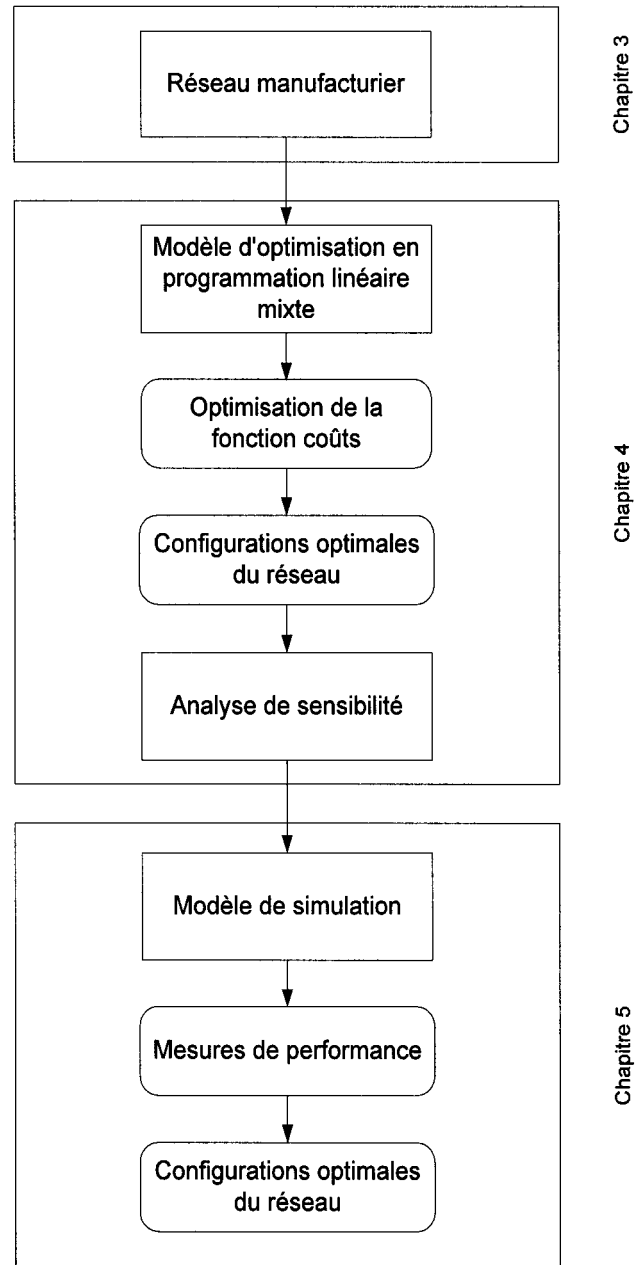 Réseau manufacturier
Chapitre 3
Modèle d'optimisation en
programmation linéaire
mixte
Optimisation de la
fonction coûts
Configurations optimales
du réseau
Analyse de sensibilité
Chapitre 4
Modèle de simulation
Mesures de performance
Configurations optimales
du réseau
Chapitre 5